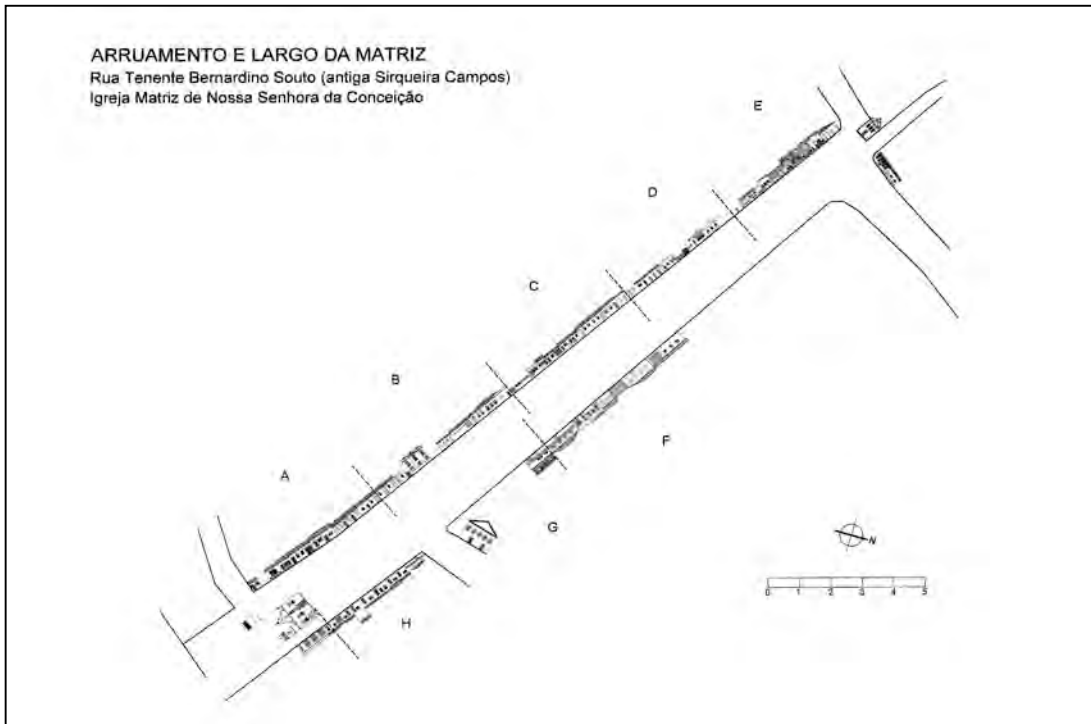 ARRUAMENTO E LARGO DA MATRIZ
Rua Tenente Bernardino Souto (antiga Sirqueira Campos)
Igreja Matriz de Nossa Senhora da Conceição
E
D
C
B
A
F
G
H
N
0 1 2 3 4 5